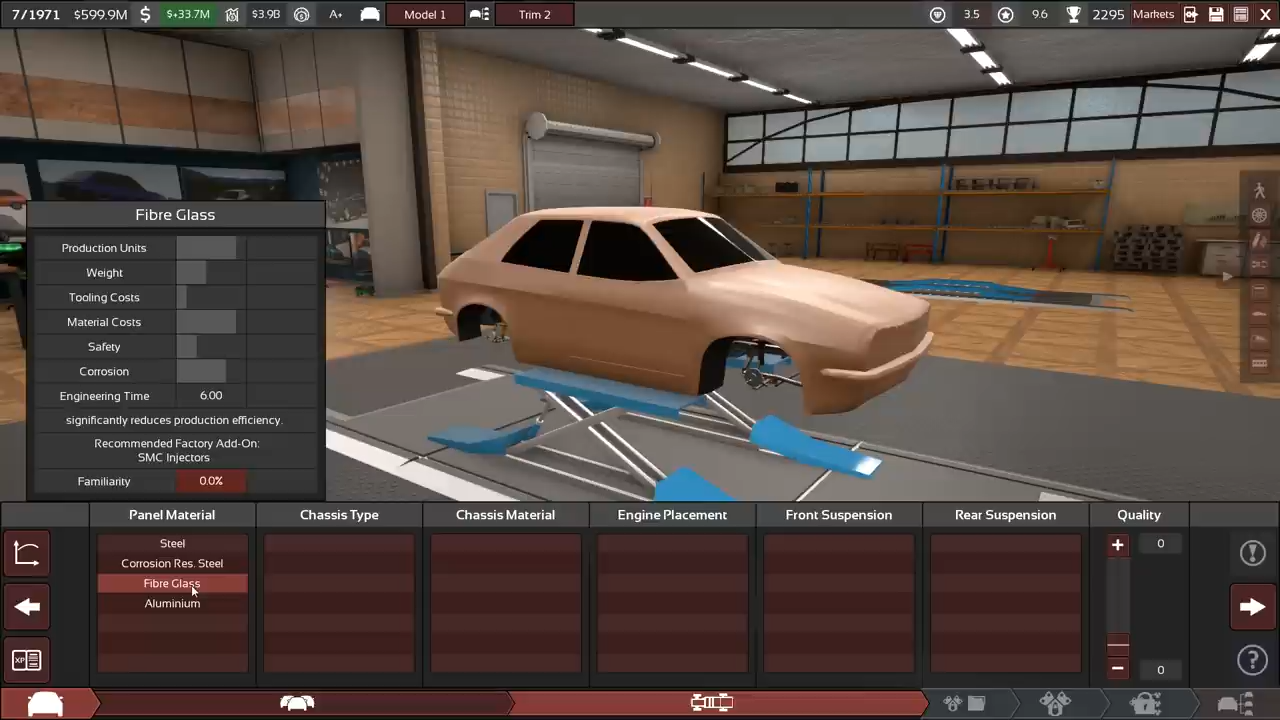 7/1971 $599.9M $+33.7M $3.9B A+ Model 1 Trim 2 3.5 9.6 2295 Markets X
Fibre Glass
Production Units
Weight
Tooling Costs
Material Costs
Safety
Corrosion
Engineering Time 6.00
significantly reduces production efficiency.
Recommended Factory Add-On:
SMC Injectors
Familiarity 0.0%
Panel Material Chassis Type Chassis Material Engine Placement Front Suspension Rear Suspension Quality
Steel
Corrosion Res. Steel
Fibre Glass
Aluminium
+ 0
- 0
XP
?